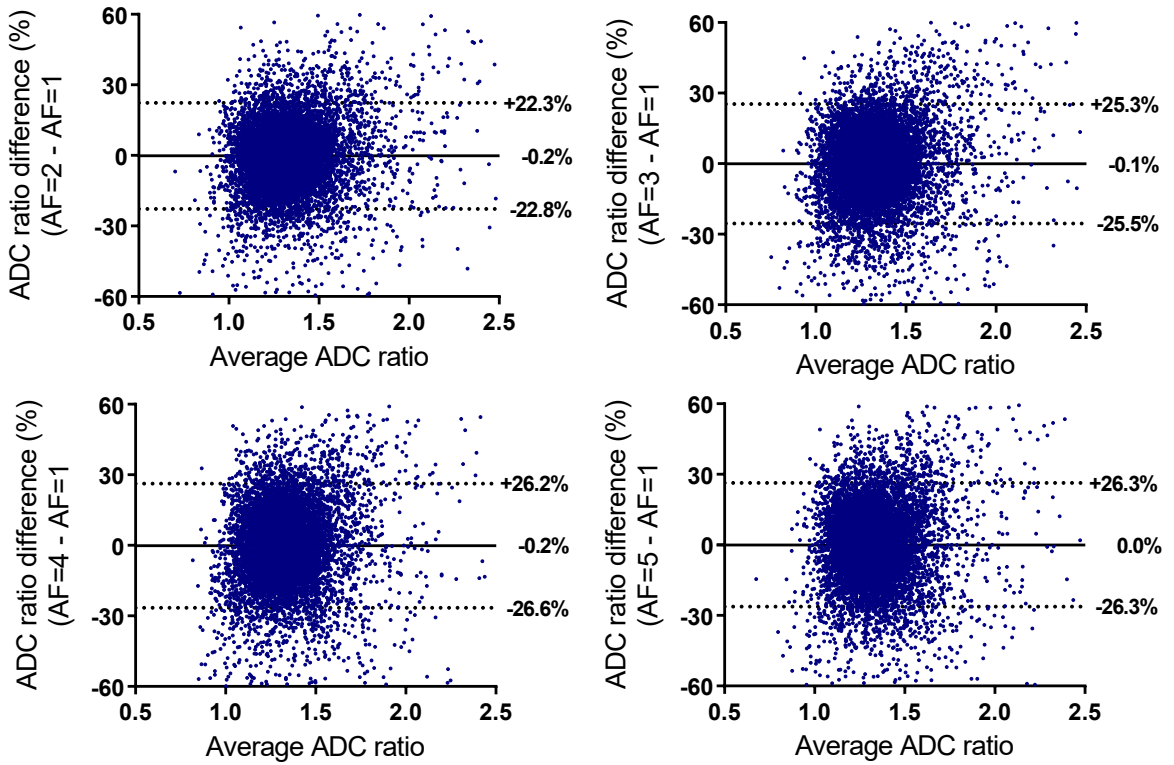 ADC ratio difference (%)
(AF=2 - AF=1
60
30
0
-30
-60
+22.3%
-0.2%
-22.8%
0.5 1.0 1.5 2.0 2.5
Average ADC ratio
ADC ratio difference (%)
(AF=3 - AF=1
60
30
0
-30
-60
+25.3%
-0.1%
-25.5%
0.5 1.0 1.5 2.0 2.5
Average ADC ratio
ADC ratio difference (%)
(AF=4 - AF=1
60
30
0
-30
-60
+26.2%
-0.2%
-26.6%
0.5 1.0 1.5 2.0 2.5
Average ADC ratio
ADC ratio difference (%)
(AF=5 - AF=1
60
30
0
-30
-60
+26.3%
0.0%
-26.3%
0.5 1.0 1.5 2.0 2.5
Average ADC ratio